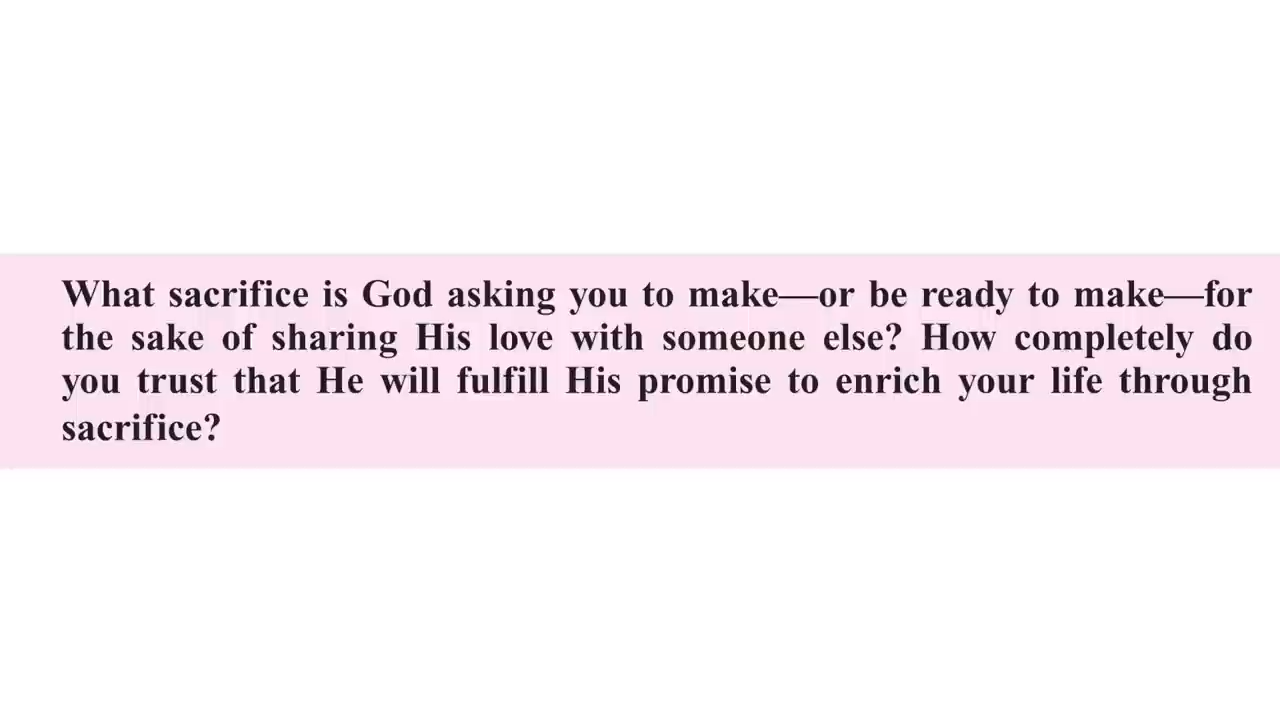 What sacrifice is God asking you to make—or be ready to make—for
the sake of sharing His love with someone else? How completely do
you trust that He will fulfill His promise to enrich your life through
sacrifice?